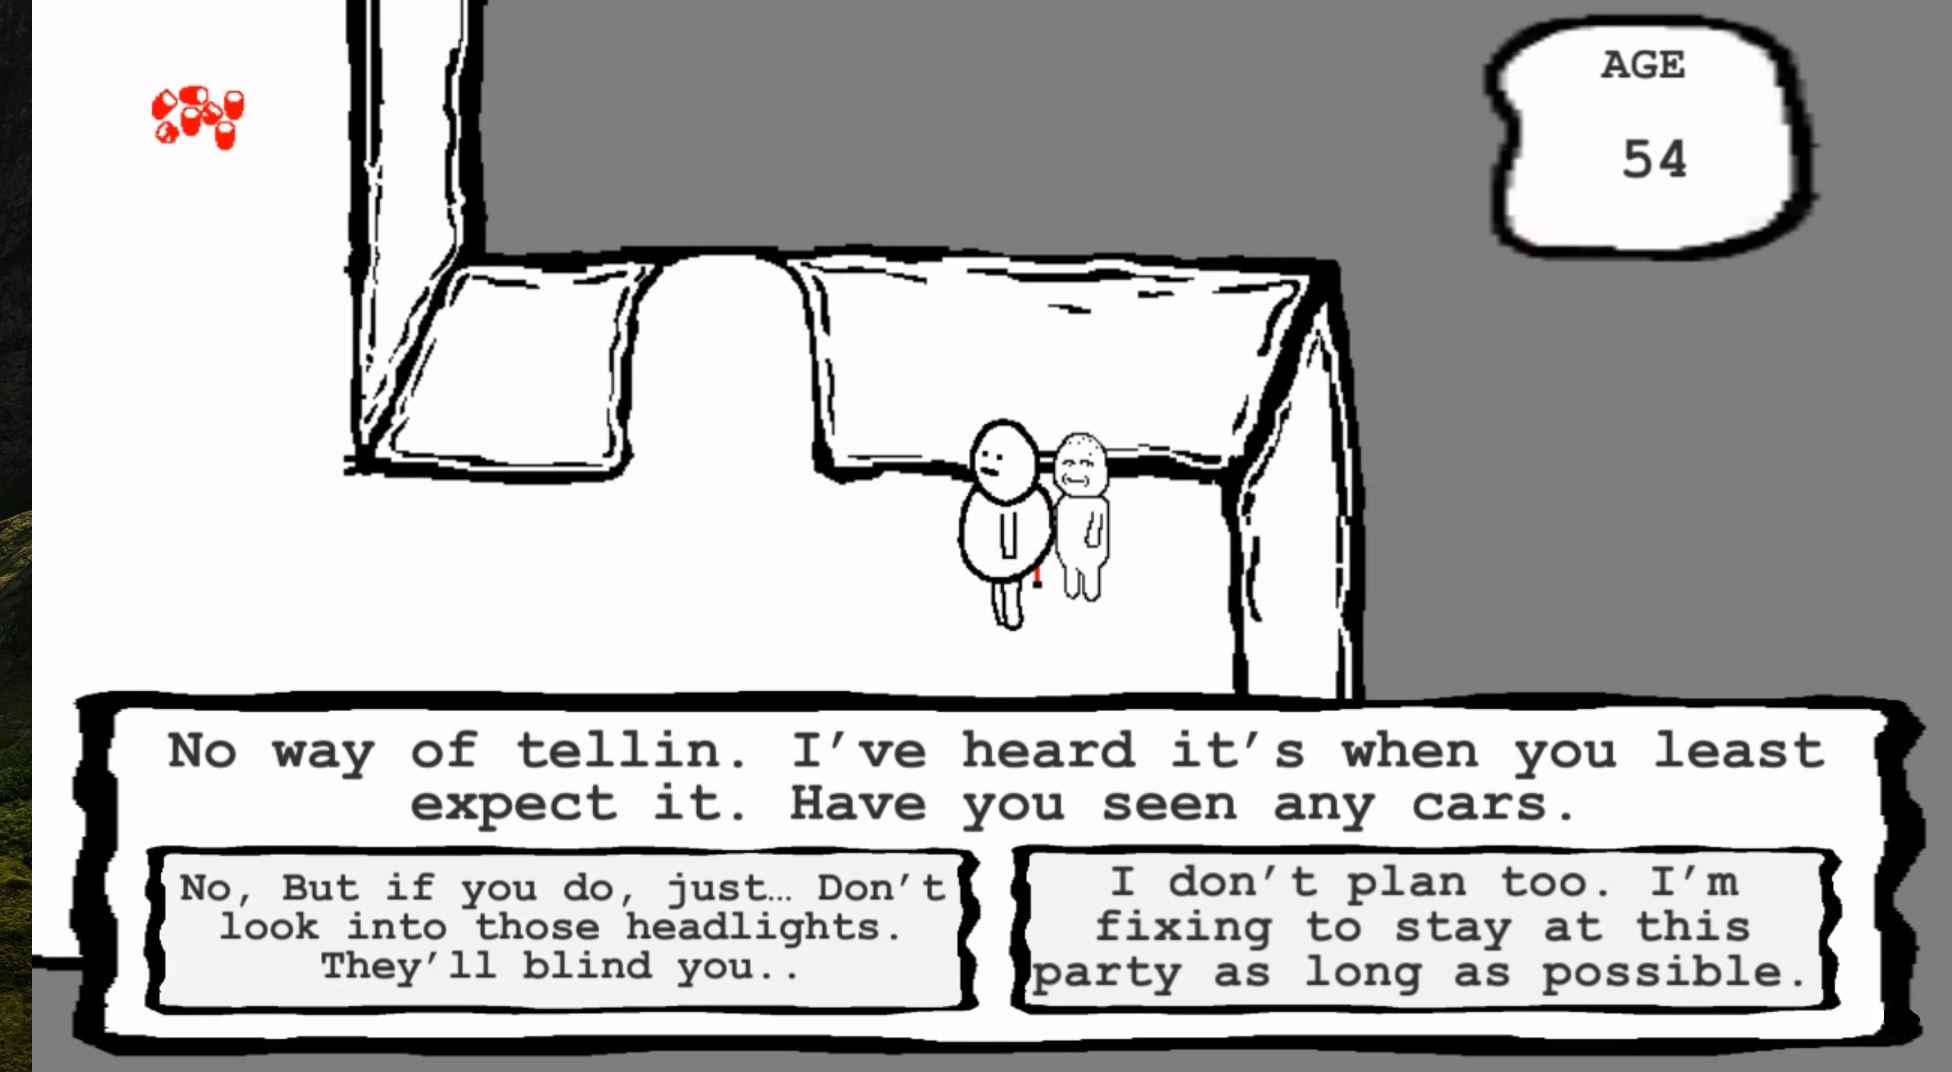 AGE
54
No way of tellin. I've heard it's when you least
expect it. Have you seen any cars.
No, But if you do, just… Don't
look into those headlights.
They'll blind you..
I don't plan too. I'm
fixing to stay at this
party as long as possible.